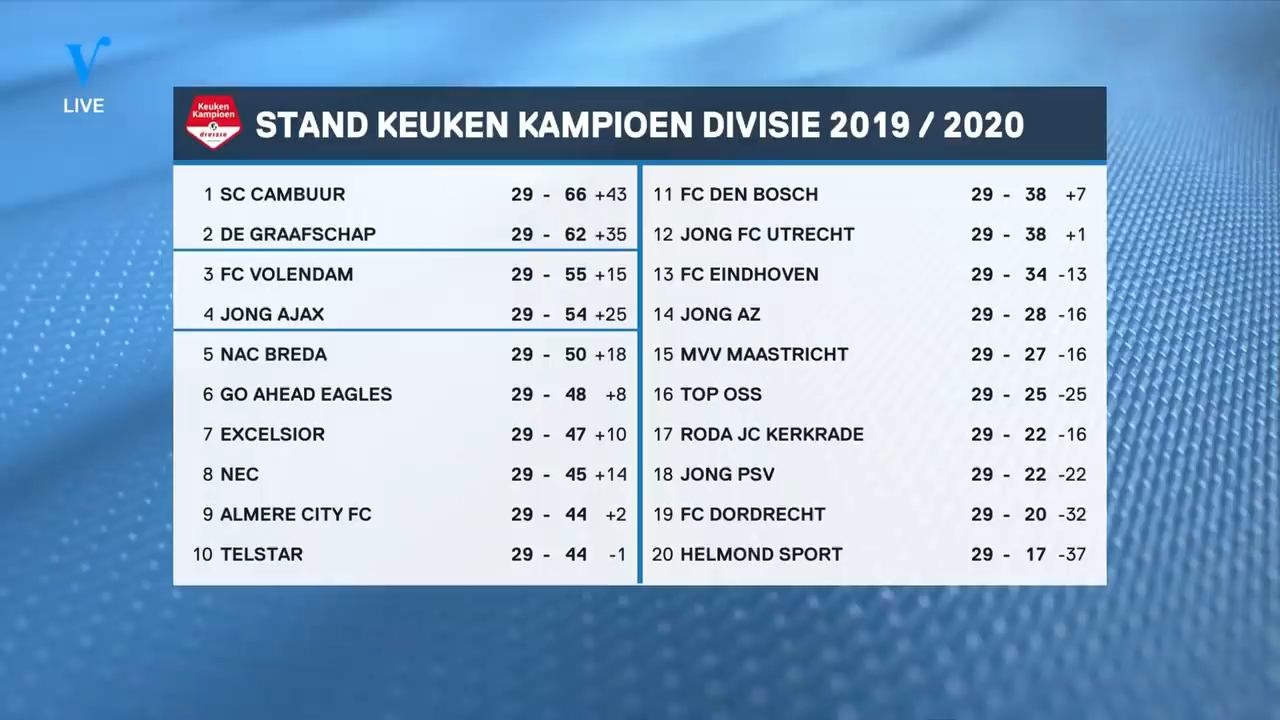 V
LIVE
Keuken
Kampioen
divisie
STAND KEUKEN KAMPIOEN DIVISIE 2019 / 2020
1 SC CAMBUUR 29 - 66 +43
2 DE GRAAFSCHAP 29 - 62 +35
3 FC VOLENDAM 29 - 55 +15
4 JONG AJAX 29 - 54 +25
5 NAC BREDA 29 - 50 +18
6 GO AHEAD EAGLES 29 - 48 +8
7 EXCELSIOR 29 - 47 +10
8 NEC 29 - 45 +14
9 ALMERE CITY FC 29 - 44 +2
10 TELSTAR 29 - 44 -1
11 FC DEN BOSCH 29 - 38 +7
12 JONG FC UTRECHT 29 - 38 +1
13 FC EINDHOVEN 29 - 34 -13
14 JONG AZ 29 - 28 -16
15 MVV MAASTRICHT 29 - 27 -16
16 TOP OSS 29 - 25 -25
17 RODA JC KERKRADE 29 - 22 -16
18 JONG PSV 29 - 22 -22
19 FC DORDRECHT 29 - 20 -32
20 HELMOND SPORT 29 - 17 -37